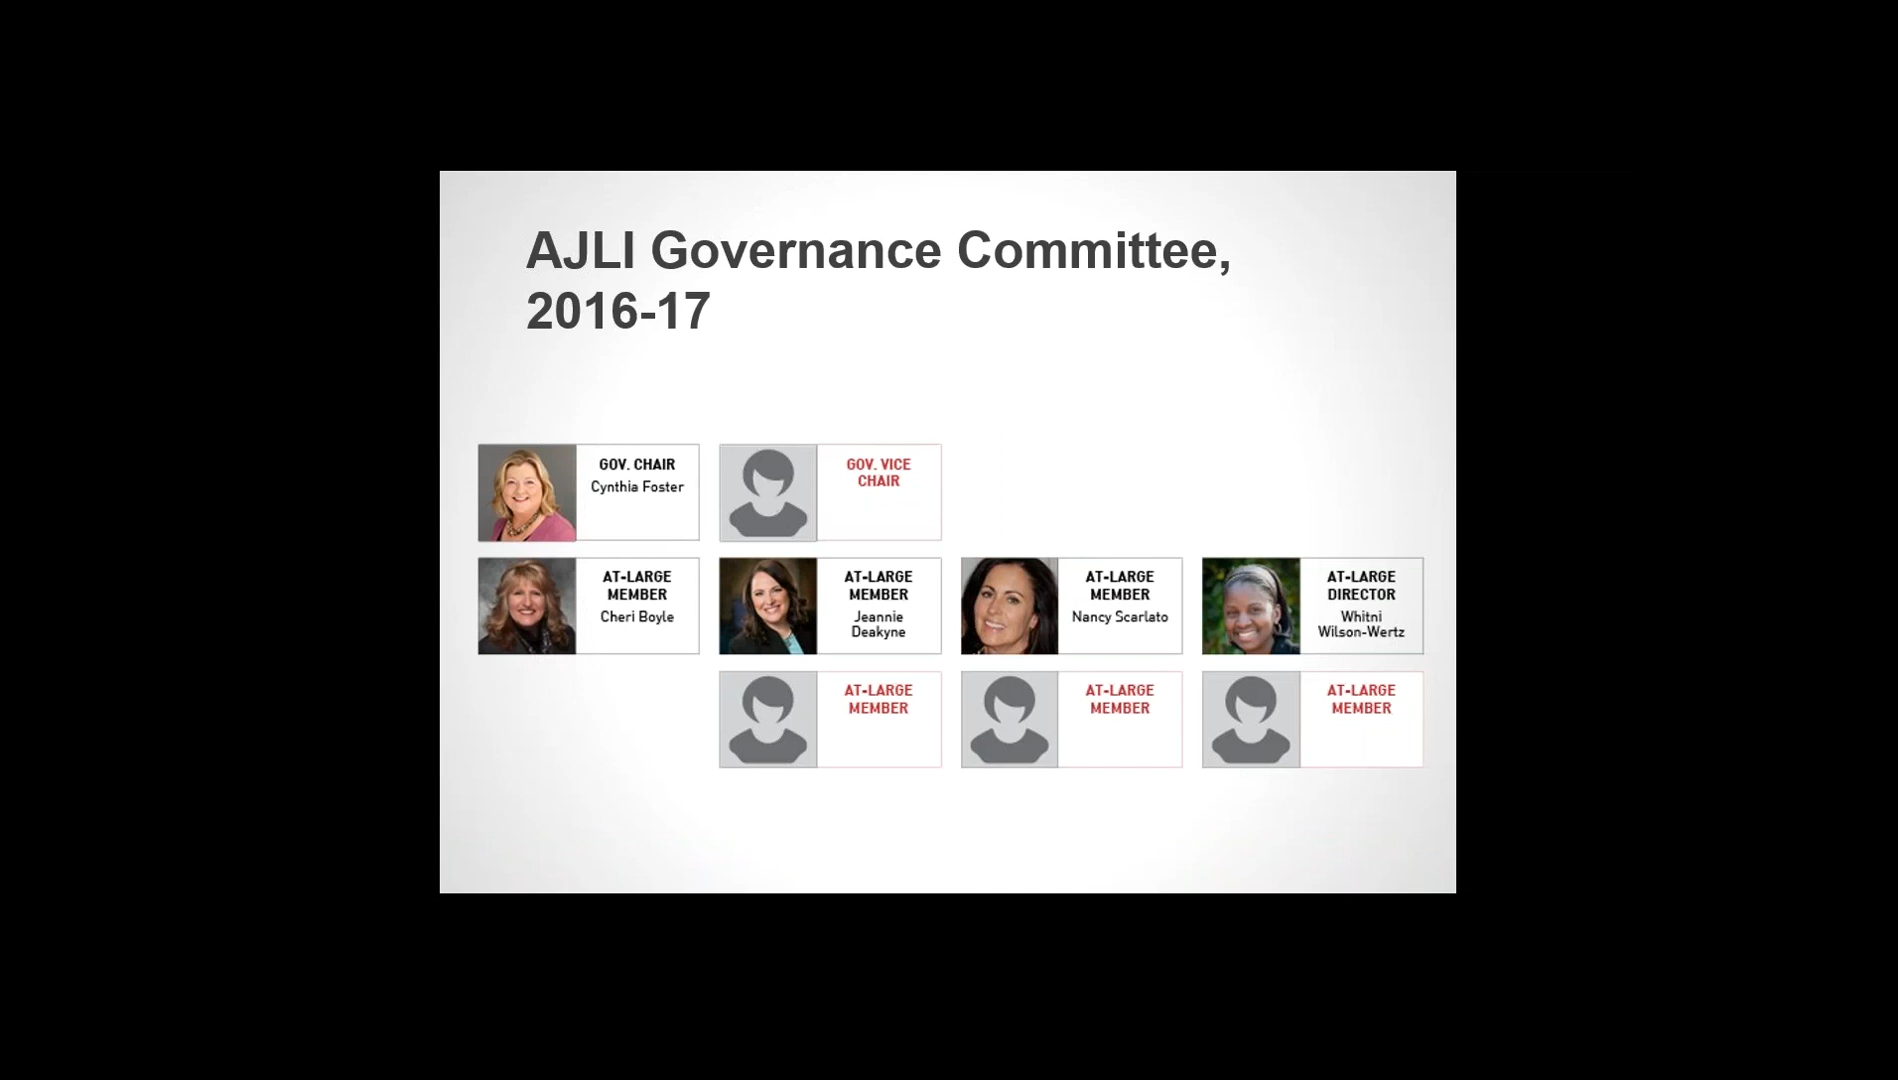 AJLI Governance Committee,
2016-17
GOV. CHAIR
Cynthia Foster
GOV. VICE
CHAIR
AT-LARGE
MEMBER
Cheri Boyle
AT-LARGE
MEMBER
Jeannie
Deakyne
AT-LARGE
MEMBER
Nancy Scarlato
AT-LARGE
DIRECTOR
Whitni
Wilson-Wertz
AT-LARGE
MEMBER
AT-LARGE
MEMBER
AT-LARGE
MEMBER